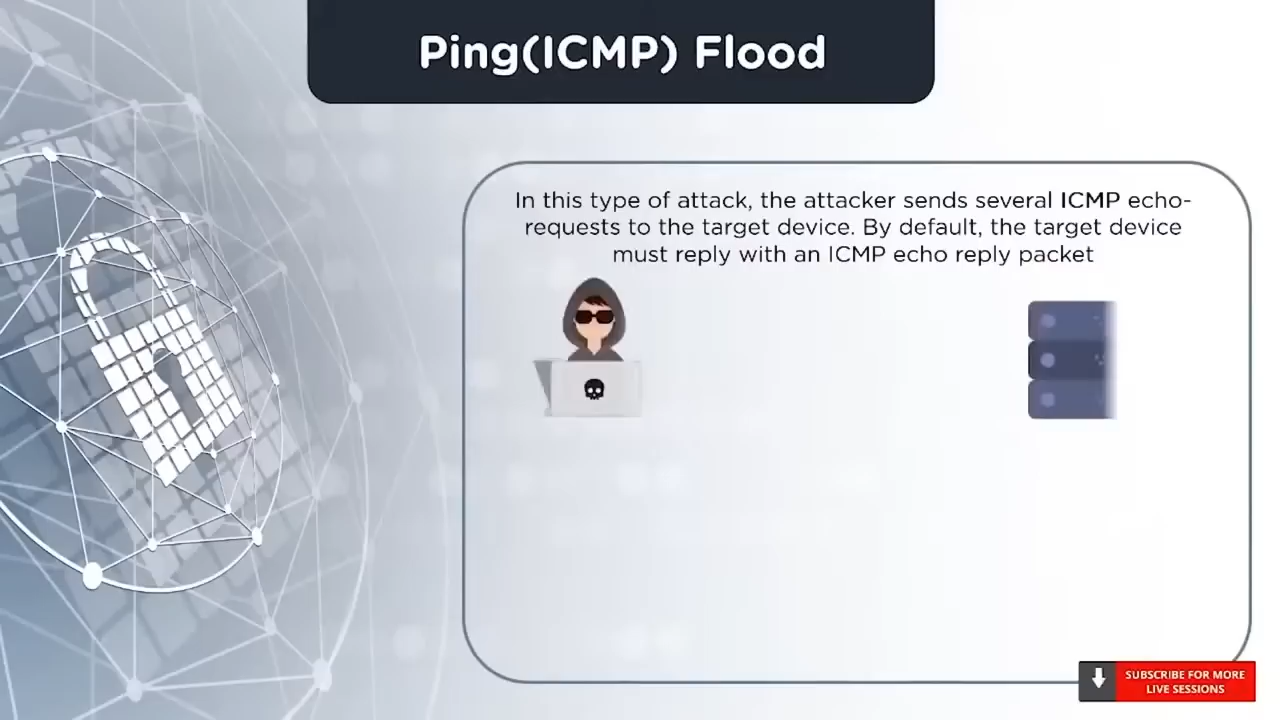 Ping(ICMP) Flood
In this type of attack, the attacker sends several ICMP echo-
requests to the target device. By default, the target device
must reply with an ICMP echo reply packet
SUBSCRIBE FOR MORE
LIVE SESSIONS